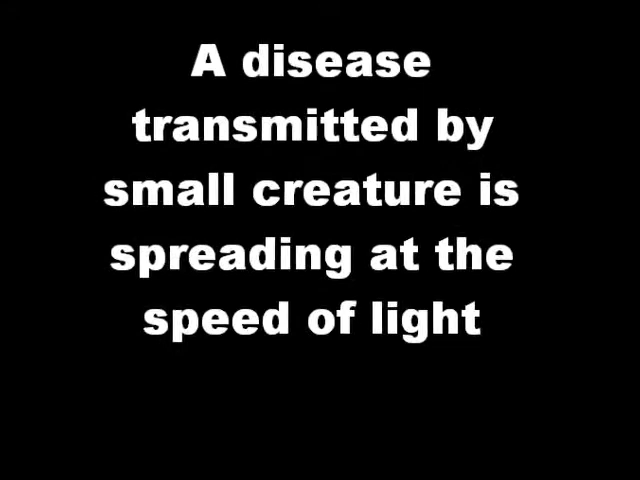 A disease
transmitted by
small creature is
spreading at the
speed of light